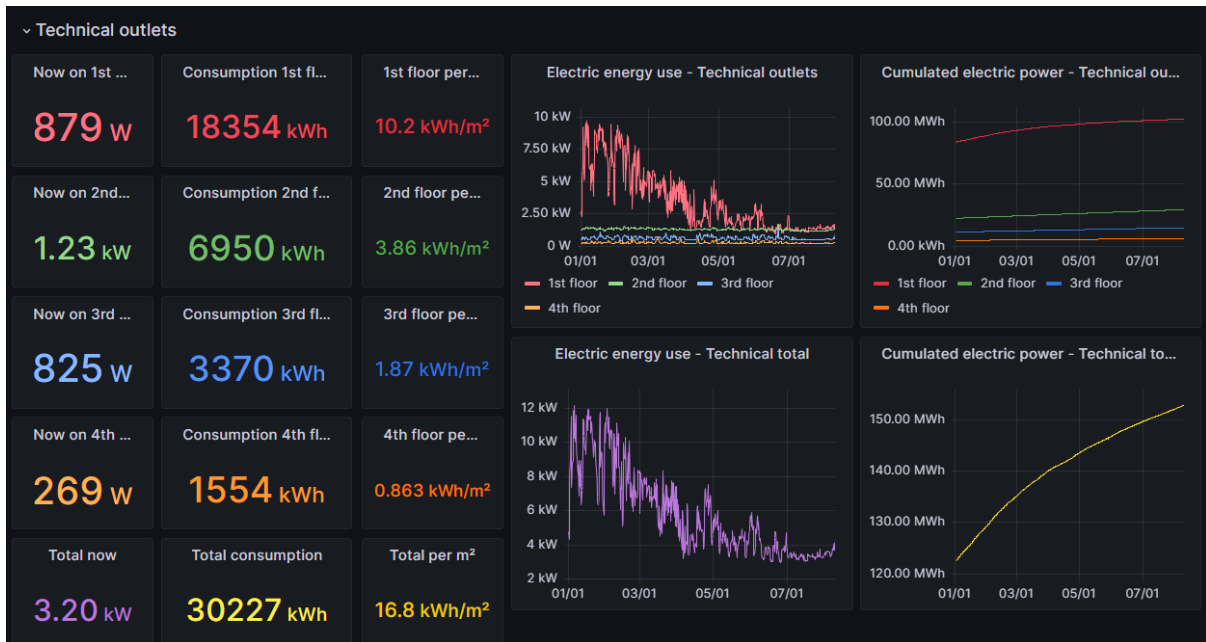 Technical outlets
Now on 1st ...
879 W
Consumption 1st fl...
18354 kWh
1st floor per...
10.2 kWh/m²
Now on 2nd...
1.23 kW
Consumption 2nd f...
6950 kWh
2nd floor pe...
3.86 kWh/m²
Now on 3rd ...
825 W
Consumption 3rd fl...
3370 kWh
3rd floor pe...
1.87 kWh/m²
Now on 4th ...
269 W
Consumption 4th fl...
1554 kWh
4th floor pe...
0.863 kWh/m²
Total now
3.20 kW
Total consumption
30227 kWh
Total per m²
16.8 kWh/m²
Electric energy use - Technical outlets
10 kW
7.50 kW
5 kW
2.50 kW
0 W
01/01 03/01 05/01 07/01
1st floor 2nd floor 3rd floor
4th floor
Cumulated electric power - Technical ou...
100.00 MWh
50.00 MWh
0.00 kWh
01/01 03/01 05/01 07/01
1st floor 2nd floor 3rd floor
4th floor
Electric energy use - Technical total
12 kW
10 kW
8 kW
6 kW
4 kW
2 kW
01/01 03/01 05/01 07/01
Cumulated electric power - Technical to...
150.00 MWh
140.00 MWh
130.00 MWh
120.00 MWh
01/01 03/01 05/01 07/01